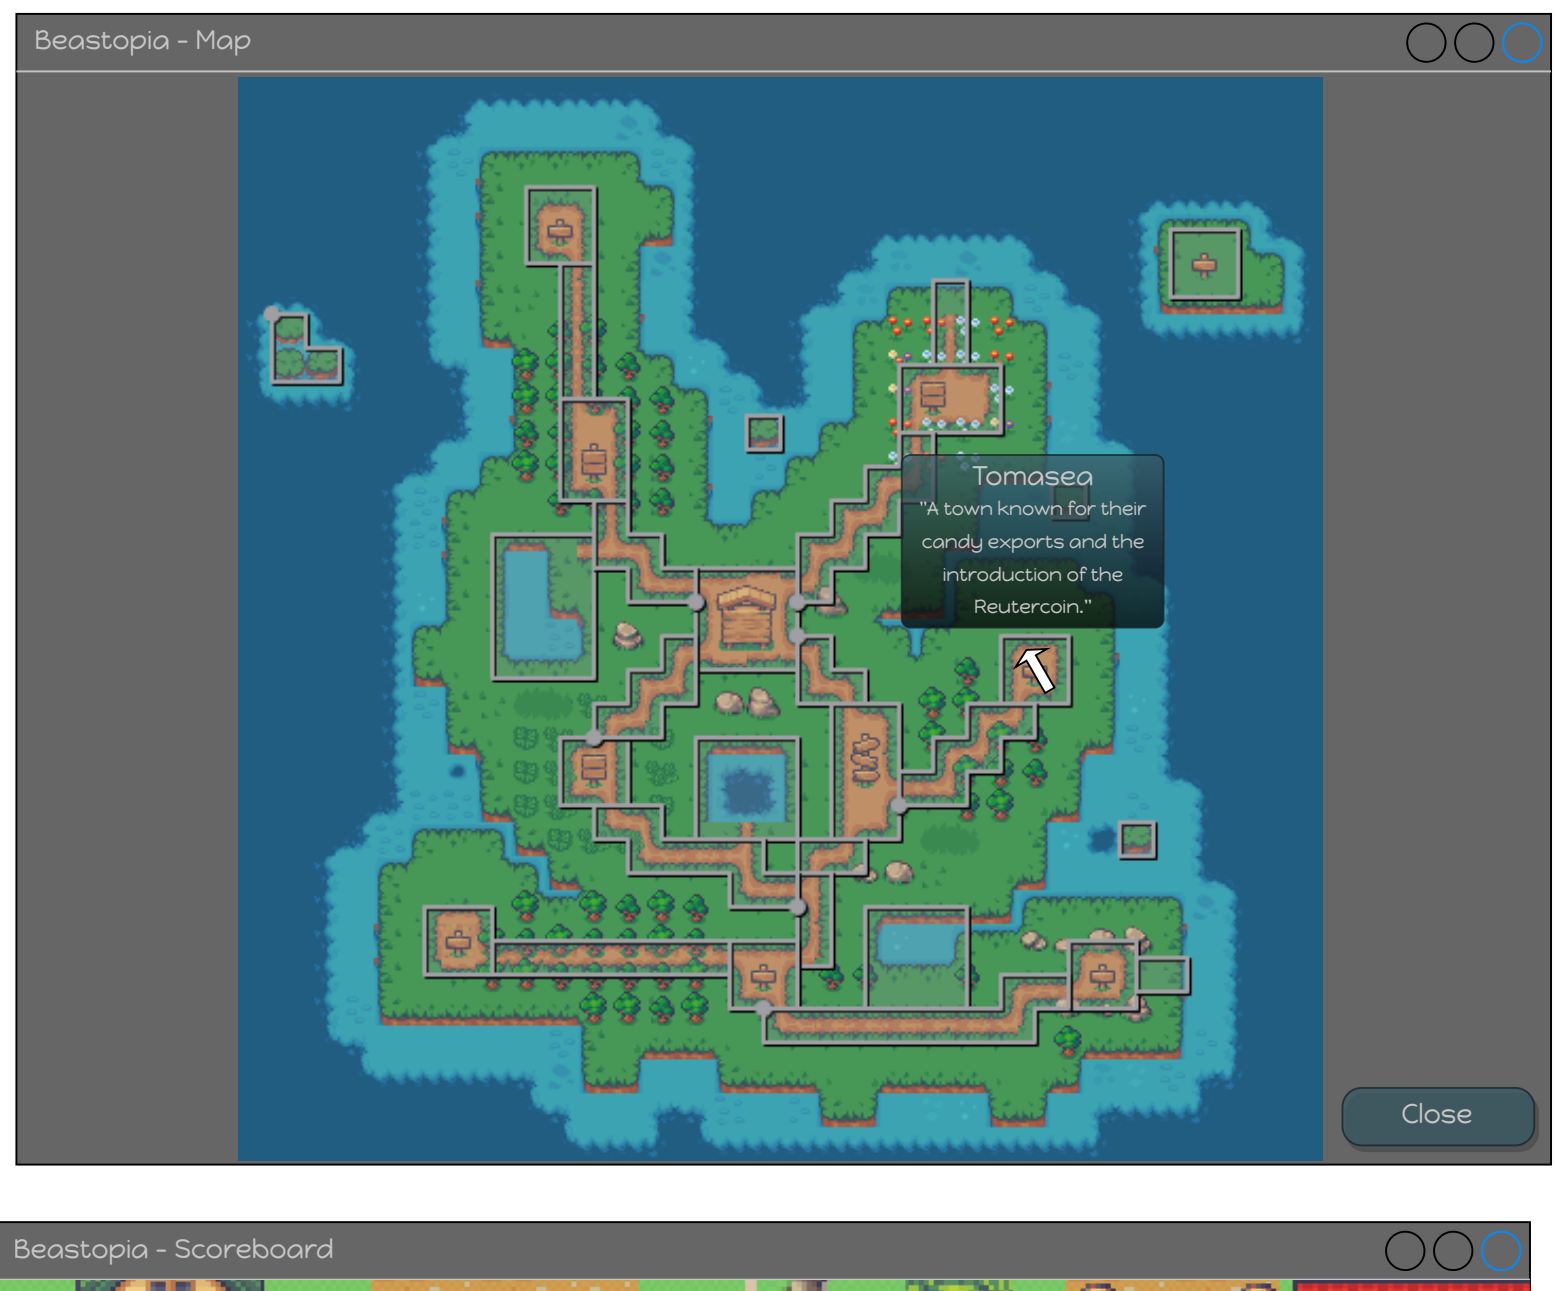 Beastopia - Map
Tomasea
"A town known for their
candy exports and the
introduction of the
Reutercoin."
Close
Beastopia - Scoreboard